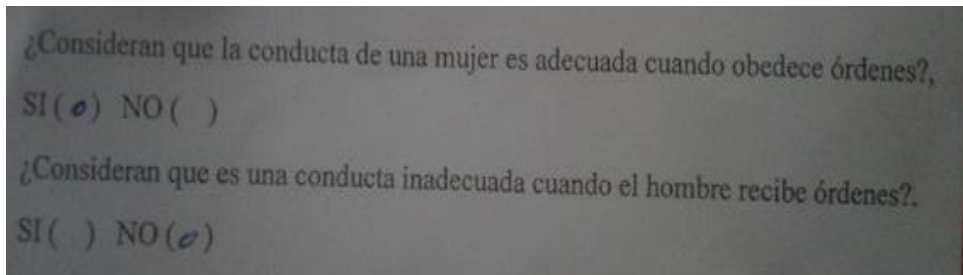 ¿Consideran que la conducta de una mujer es adecuada cuando obedece órdenes?,
SI ( o ) NO ( )
¿Consideran que es una conducta inadecuada cuando el hombre recibe órdenes?.
SI ( ) NO ( o )